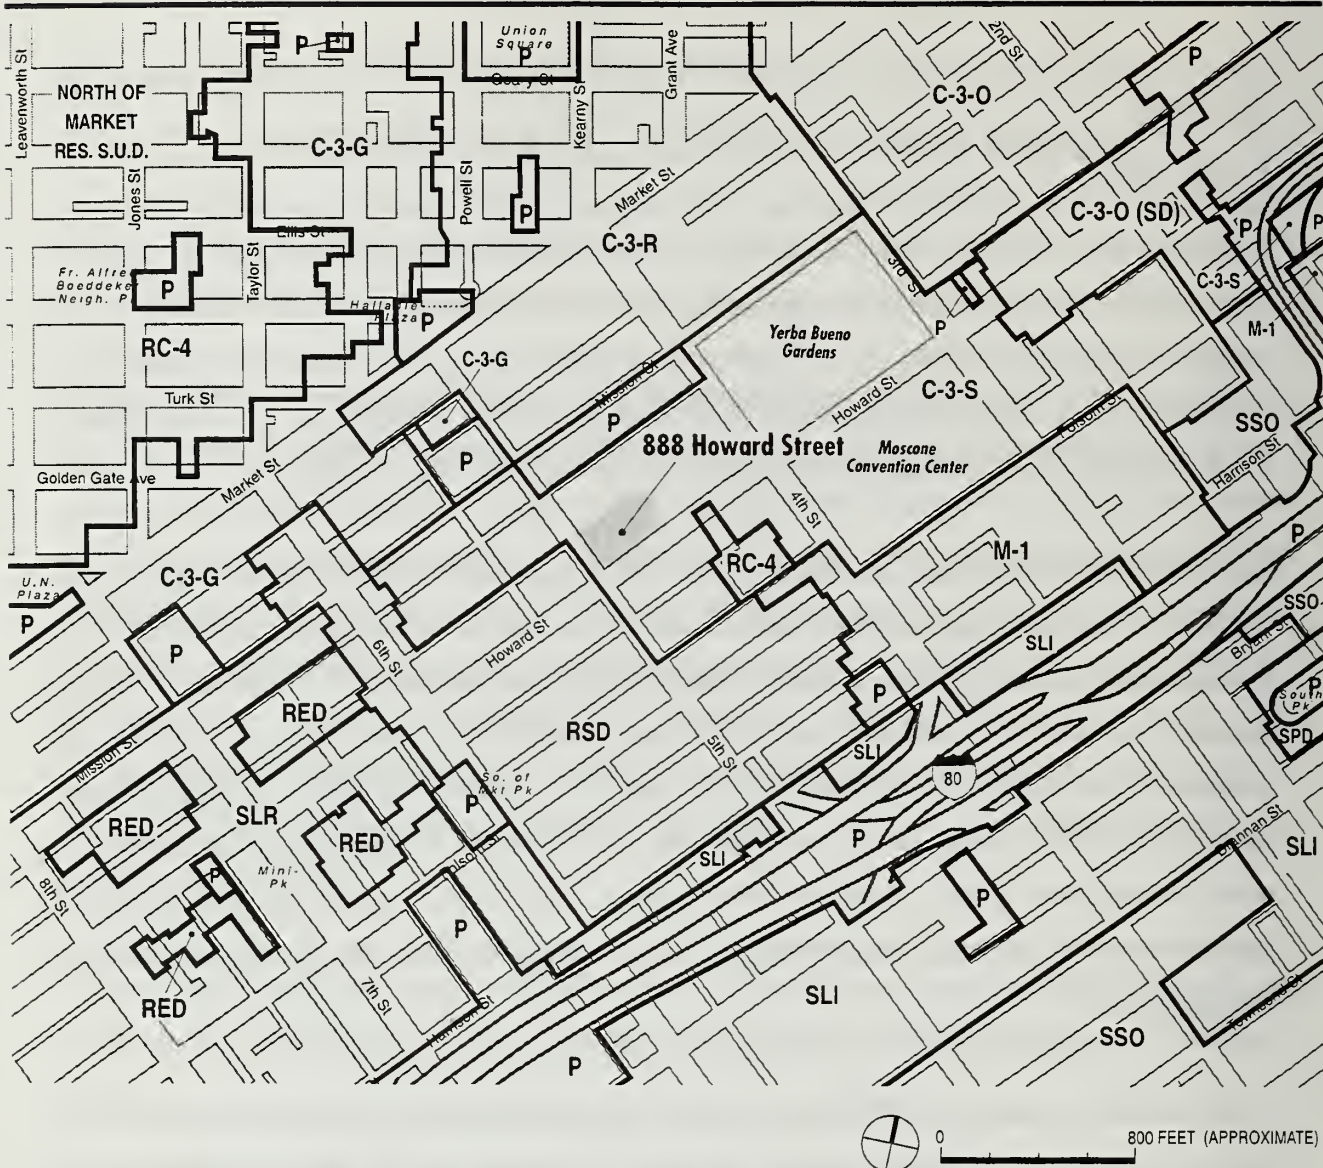 Union
Square
P
P
Geary St
Leavenworth St
Grant Ave
Kearny St
2nd St
P
C-3-O
NORTH OF
MARKET
RES. S.U.D.
C-3-G
Jones St
Powell St
Market St
P
C-3-O (SD)
P
P
Ellis St
C-3-R
Taylor St
3rd St
C-3-S
Fr. Alfre
Boeddeke
Neigh. P
P
Hallidie
Plaza
P
P
M-1
Yerba Bueno
Gardens
RC-4
C-3-G
Mission St
Howard St
C-3-S
Turk St
P
Folsom St
SSO
888 Howard Street
Moscone
Convention Center
P
Harrison St
Golden Gate Ave
Market St
4th St
P
RC-4
M-1
C-3-G
U.N.
Plaza
P
SSO
P
6th St
Howard St
SLI
Bryant St
P
P
South
Pk
RED
RSD
5th St
SLI
SPD
Mission St
So. of
Mkt Pk
80
P
RED
SLR
RED
P
Folsom St
SLI
Brannan St
SLI
Mini-
Pk
P
8th St
P
P
RED
7th St
SLI
Harrison St
Townsend St
SSO
P
0
800 FEET (APPROXIMATE)